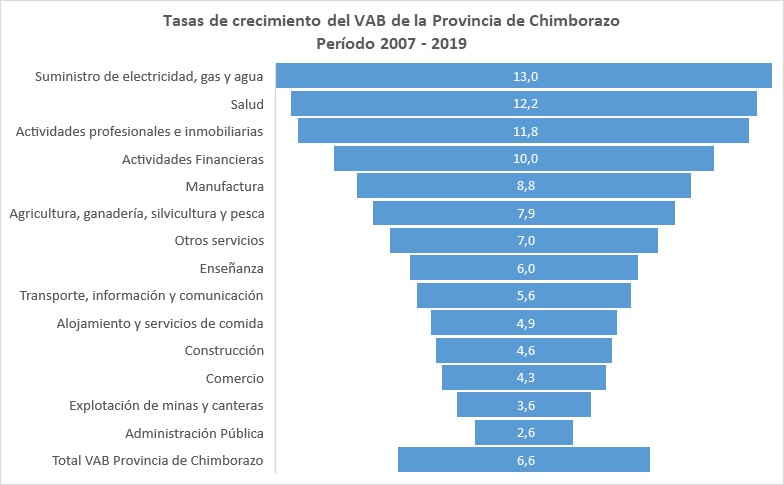 Tasas de crecimiento del VAB de la Provincia de Chimborazo
Período 2007 - 2019
Suministro de electricidad, gas y agua 13,0
Salud 12,2
Actividades profesionales e inmobiliarias 11,8
Actividades Financieras 10,0
Manufactura 8,8
Agricultura, ganadería, silvicultura y pesca 7,9
Otros servicios 7,0
Enseñanza 6,0
Transporte, información y comunicación 5,6
Alojamiento y servicios de comida 4,9
Construcción 4,6
Comercio 4,3
Explotación de minas y canteras 3,6
Administración Pública 2,6
Total VAB Provincia de Chimborazo 6,6